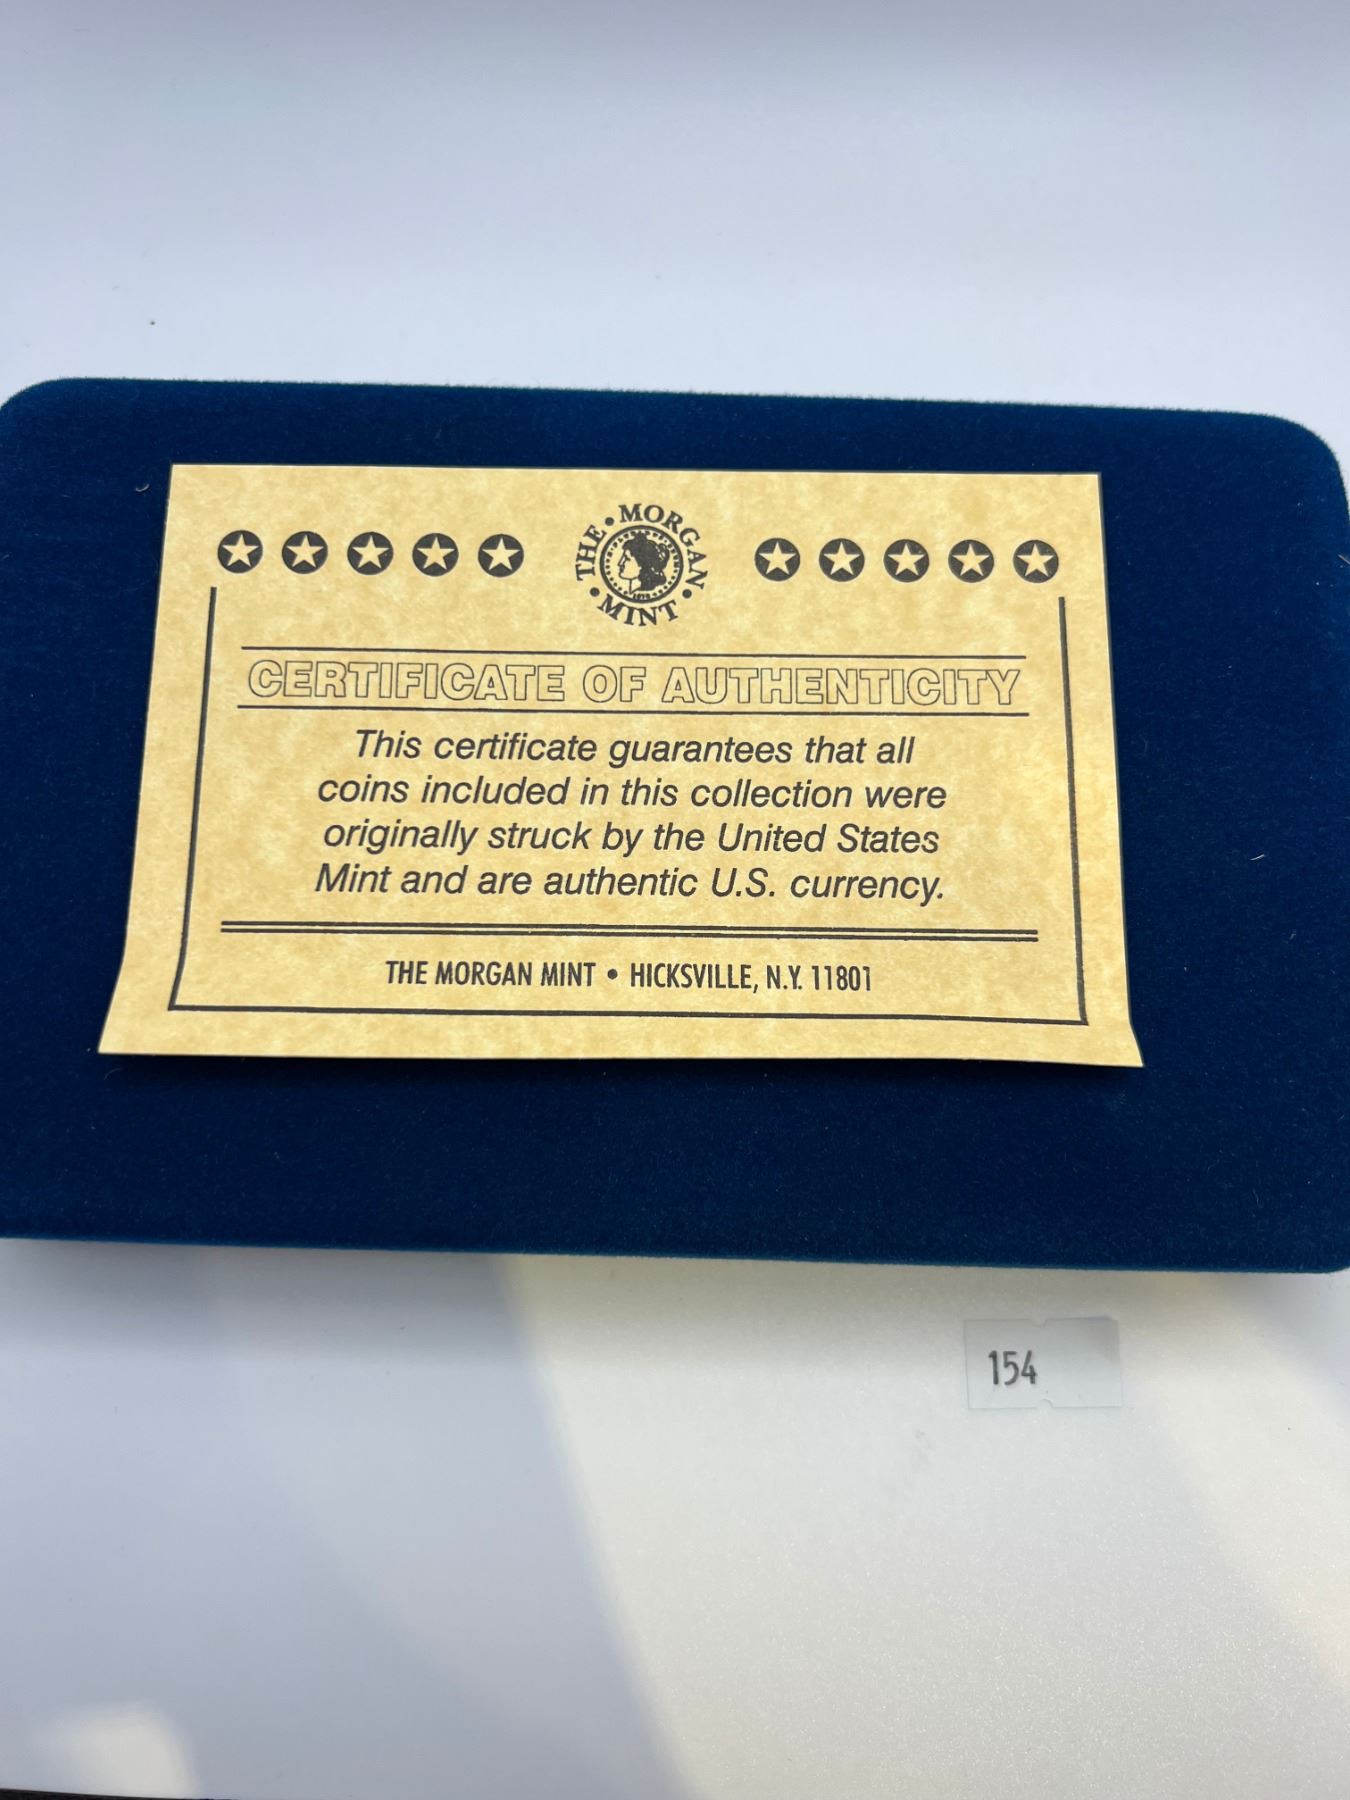 THE • MORGAN • MINT •
CERTIFICATE OF AUTHENTICITY
This certificate guarantees that all
coins included in this collection were
originally struck by the United States
Mint and are authentic U.S. currency.
THE MORGAN MINT • HICKSVILLE, N.Y. 11801
154